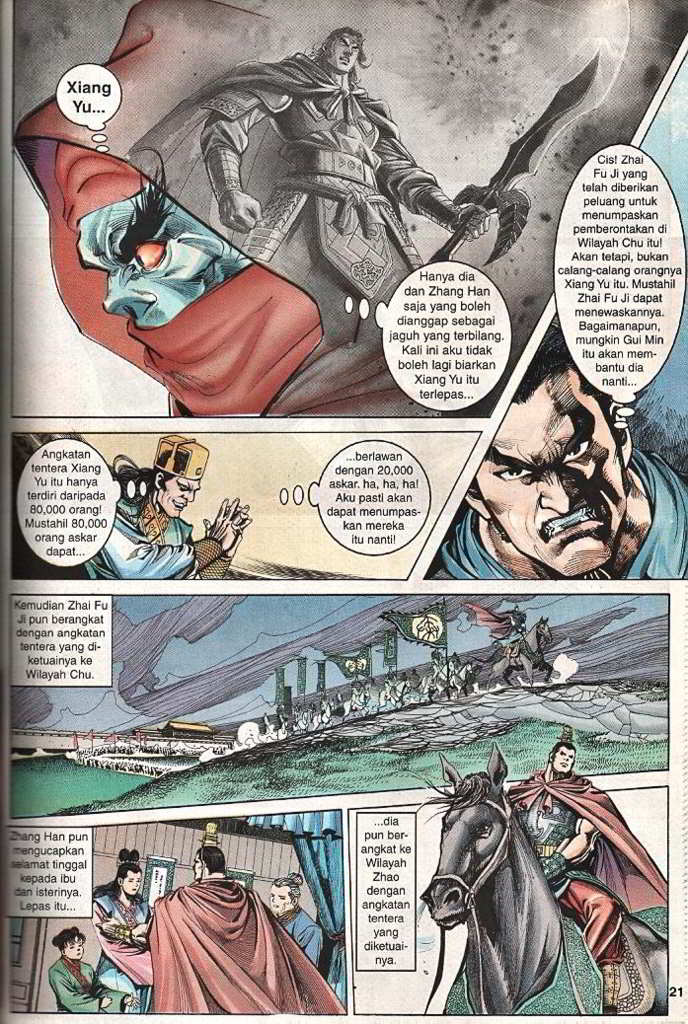 Xiang
Yu...
Hanya dia
dan Zhang Han
saja yang boleh
dianggap sebagai
jaguh yang terbilang.
Kali ini aku tidak
boleh lagi biarkan
Xiang Yu itu
terlepas...
Cis! Zhai
Fu Ji yang
telah diberikan
peluang untuk
menumpaskan
pemberontakan di
Wilayah Chu itu!
Akan tetapi, bukan
calang-calang orangnya
Xiang Yu itu. Mustahil
Zhai Fu Ji dapat
menewaskannya.
Bagaimanapun,
mungkin Gui Min
itu akan mem-
bantu dia
nanti...
Angkatan
tentera Xiang
Yu itu hanya
terdiri daripada
80,000 orang!
Mustahil 80,000
orang askar
dapat...
...berlawan
dengan 20,000
askar. ha, ha, ha!
Aku pasti akan
dapat menumpas-
kan mereka
itu nanti!
Kemudian Zhai Fu
Ji pun berangkat
dengan angkatan
tentera yang di-
ketuainya ke
Wilayah Chu.
Zhang Han pun
mengucapkan
selamat tinggal
kepada ibu
dan isterinya.
Lepas itu...
...dia
pun ber-
angkat ke
Wilayah
Zhao
dengan
angkatan
tentera
yang
diketuai-
nya.
21